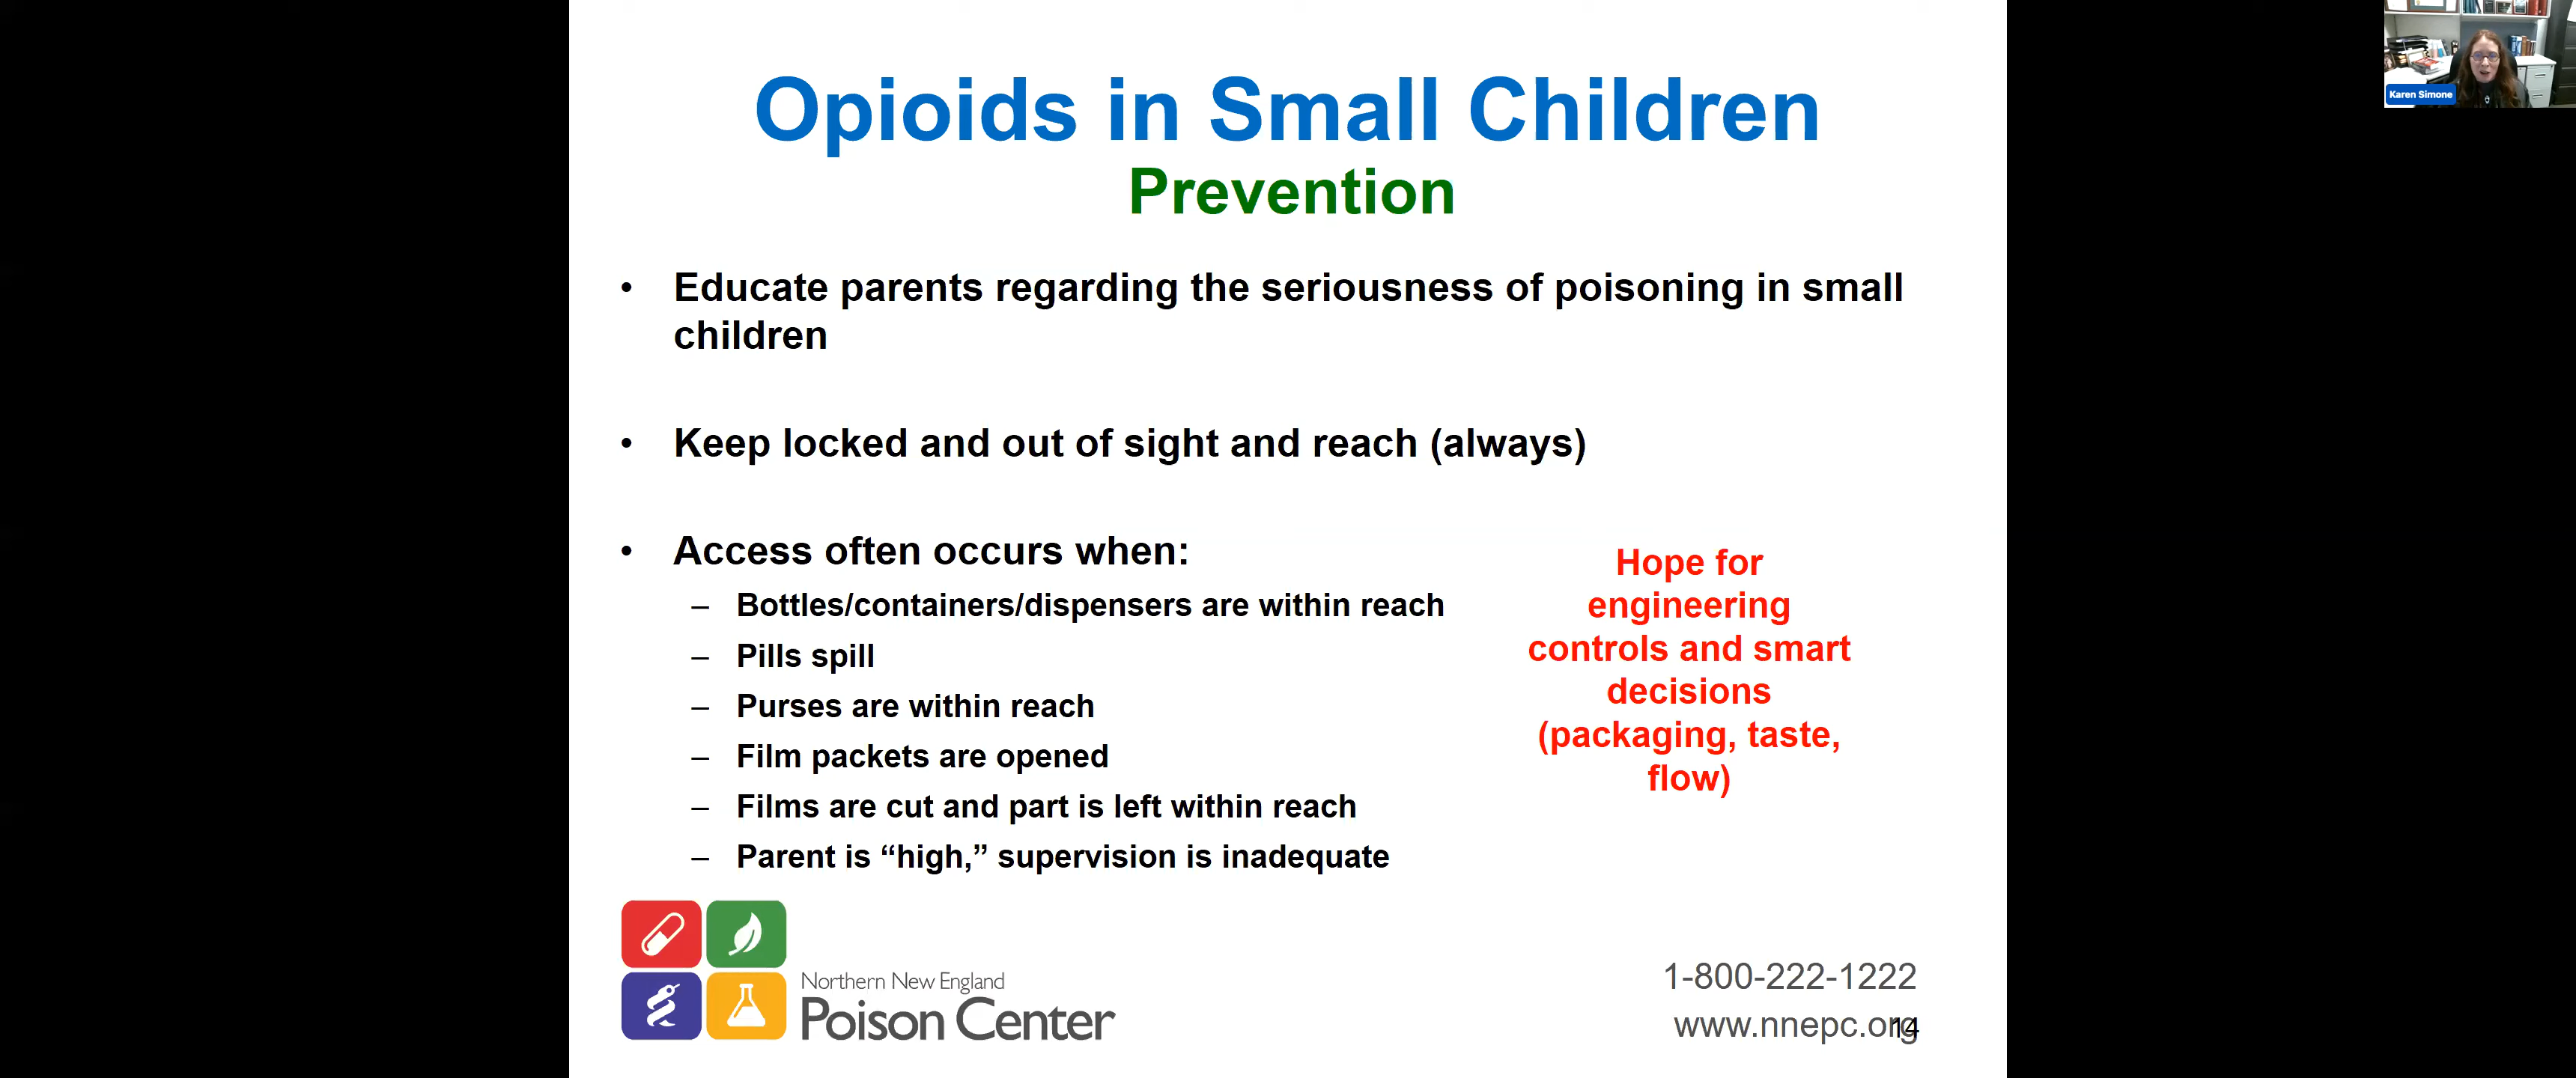 Opioids in Small Children
Prevention
• Educate parents regarding the seriousness of poisoning in small
children
• Keep locked and out of sight and reach (always)
• Access often occurs when:
– Bottles/containers/dispensers are within reach
– Pills spill
– Purses are within reach
– Film packets are opened
– Films are cut and part is left within reach
– Parent is “high,” supervision is inadequate
Hope for
engineering
controls and smart
decisions
(packaging, taste,
flow)
Northern New England
Poison Center
1-800-222-1222
www.nnepc.org
14
Karen Simone